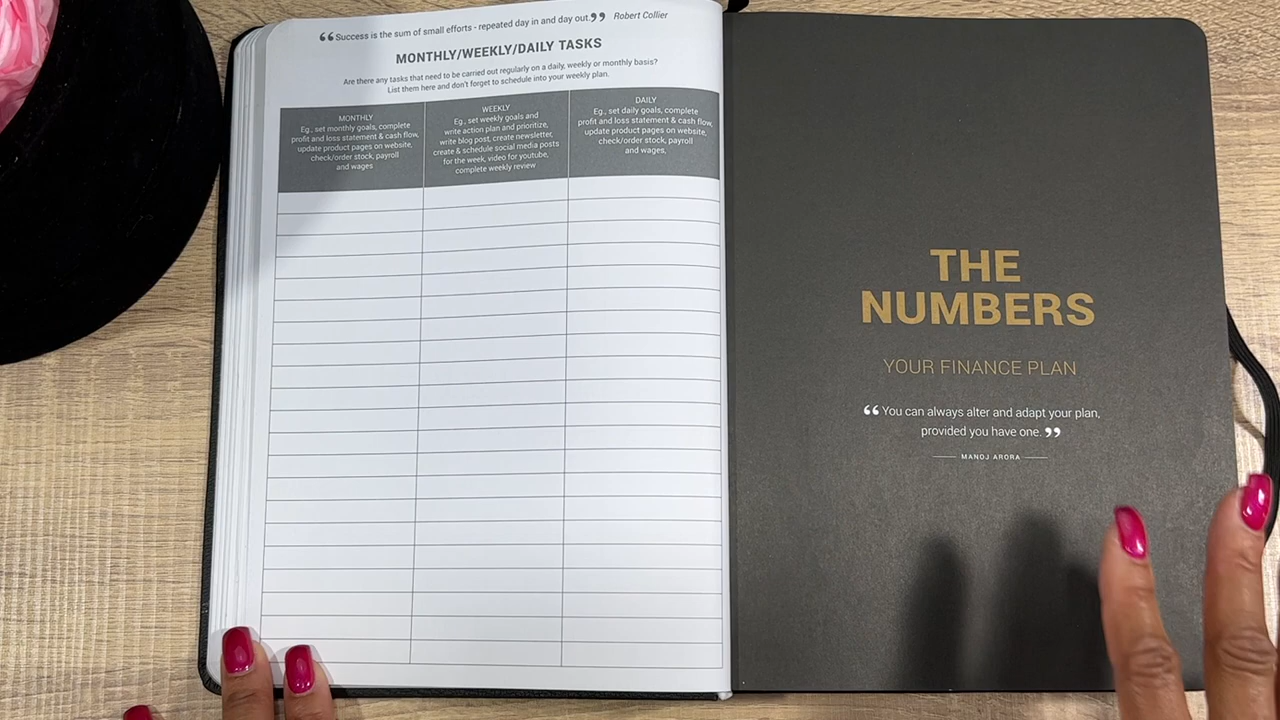 ❝Success is the sum of small efforts - repeated day in and day out.❞ Robert Collier
MONTHLY/WEEKLY/DAILY TASKS
Are there any tasks that need to be carried out regularly on a daily, weekly or monthly basis?
List them here and don't forget to schedule into your weekly plan.
MONTHLY
Eg., set monthly goals, complete
profit and loss statement & cash flow,
update product pages on website,
check/order stock, payroll
and wages
WEEKLY
Eg., set weekly goals and
write action plan and prioritize,
write blog post, create newsletter,
create & schedule social media posts
for the week, video for youtube,
complete weekly review
DAILY
Eg., set daily goals, complete
profit and loss statement & cash flow,
update product pages on website,
check/order stock, payroll
and wages,
THE
NUMBERS
YOUR FINANCE PLAN
❝You can always alter and adapt your plan,
provided you have one.❞
MANOJ ARORA